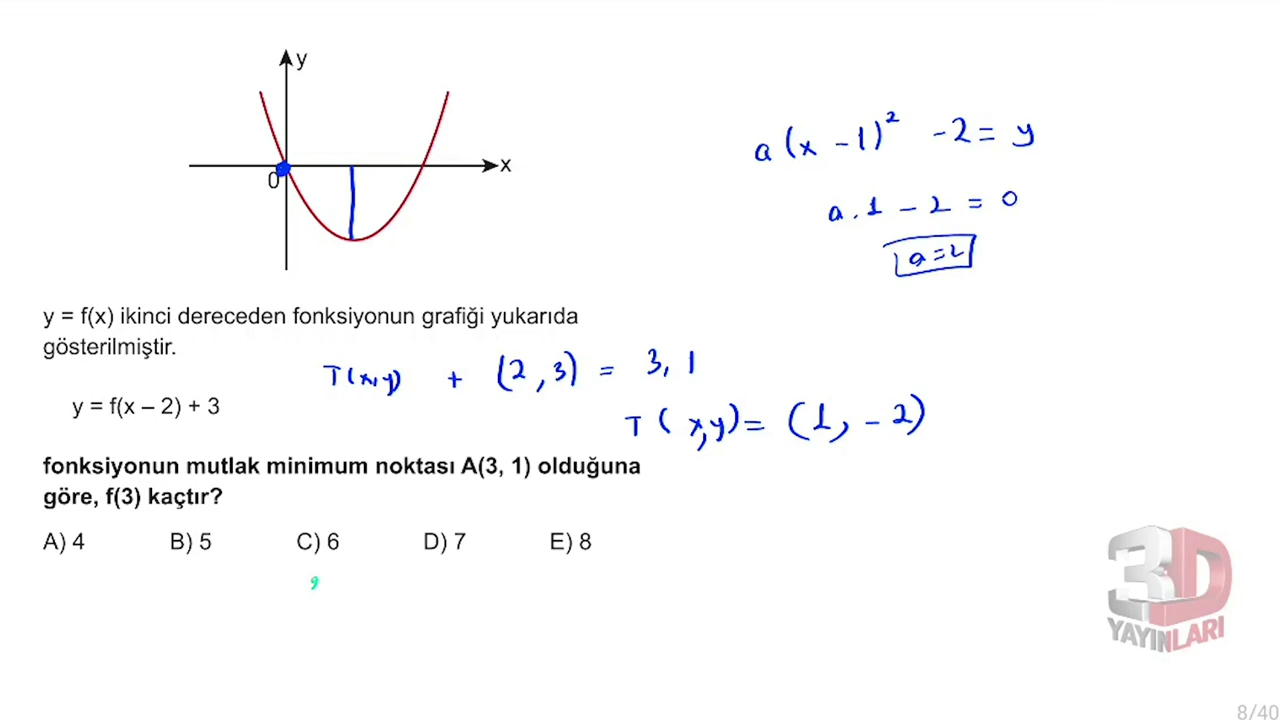 y
x
0
a(x - 1)² - 2 = y
a . 1 - 2 = 0
a = 2
y = f(x) ikinci dereceden fonksiyonun grafiği yukarıda
gösterilmiştir.
T(x,y) + (2, 3) = 3, 1
y = f(x – 2) + 3
T(x,y) = (1, -2)
fonksiyonun mutlak minimum noktası A(3, 1) olduğuna
göre, f(3) kaçtır?
A) 4 B) 5 C) 6 D) 7 E) 8
3D
YAYINLARI
8/40